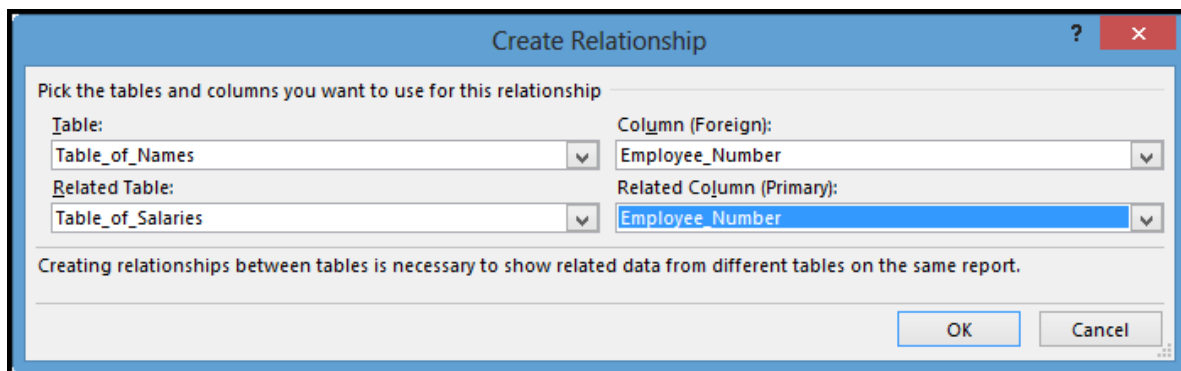 Create Relationship
?
Pick the tables and columns you want to use for this relationship
Table: Column (Foreign):
Table_of_Names Employee_Number
Related Table: Related Column (Primary):
Table_of_Salaries Employee_Number
Creating relationships between tables is necessary to show related data from different tables on the same report.
OK Cancel